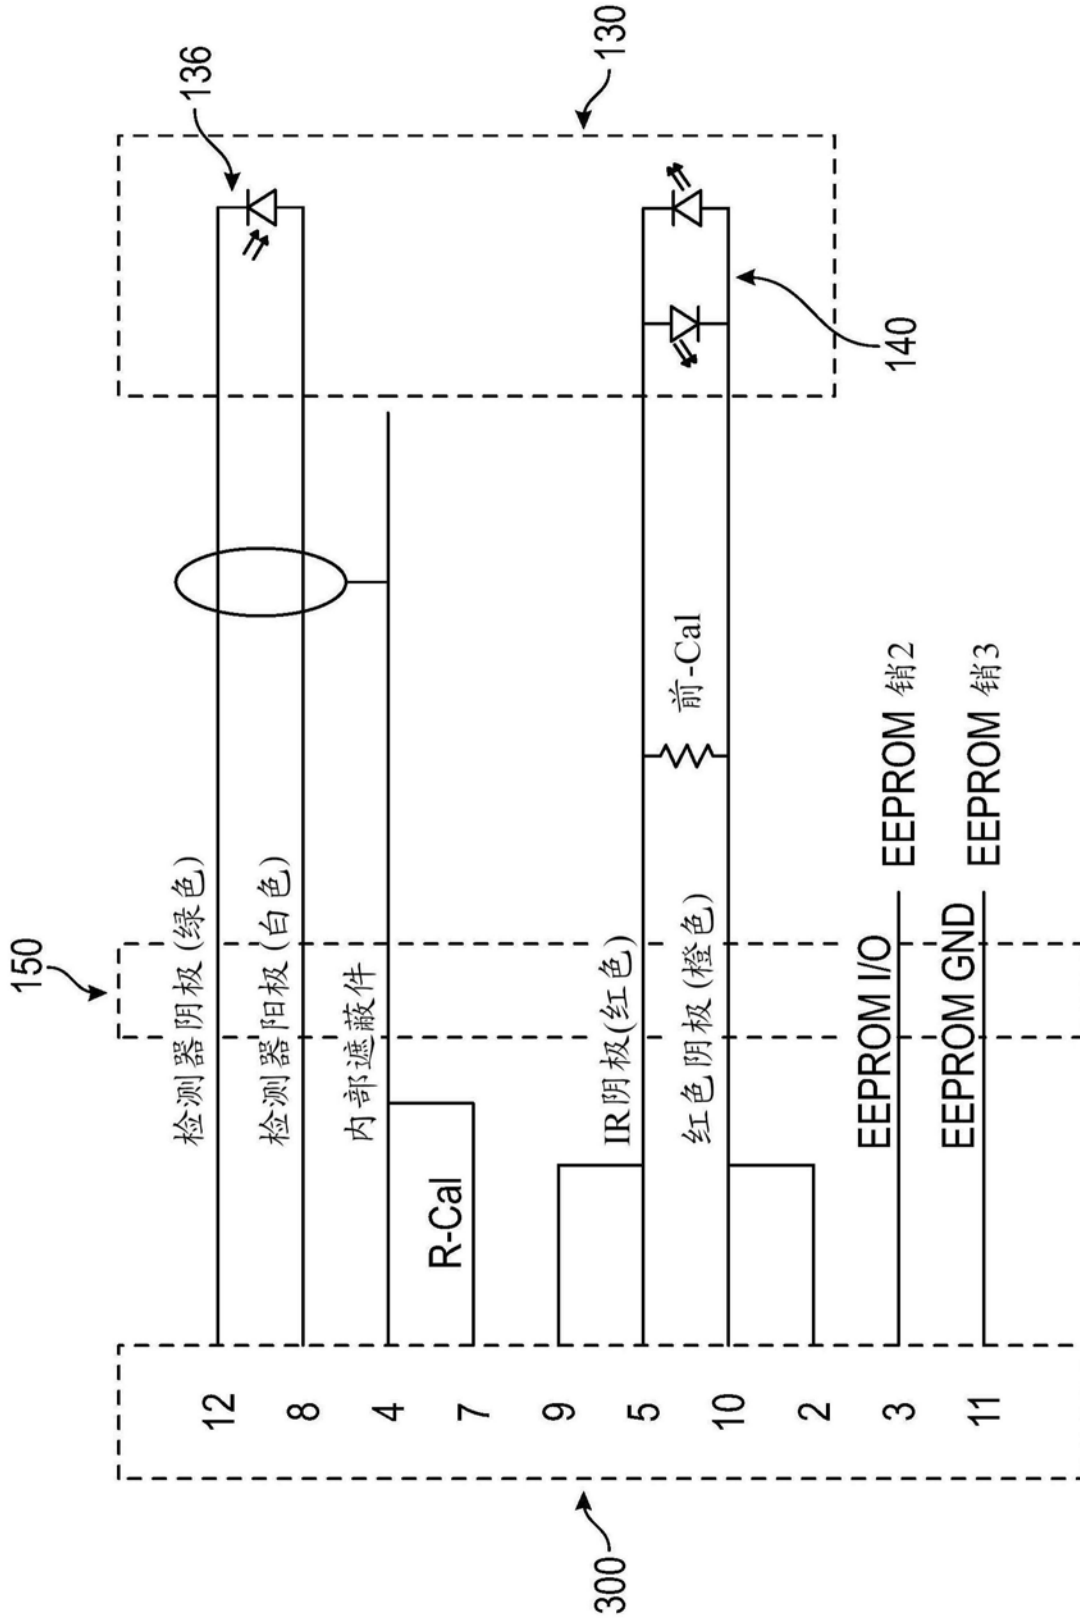 136
130
140
150
300
检测器阴极(绿色)
检测器阳极(白色)
内部遮蔽件
R-Cal
IR阴极(红色)
红色阴极(橙色)
前-Cal
EEPROM I/O
EEPROM 销2
EEPROM GND
EEPROM 销3
12
8
4
7
9
5
10
2
3
11